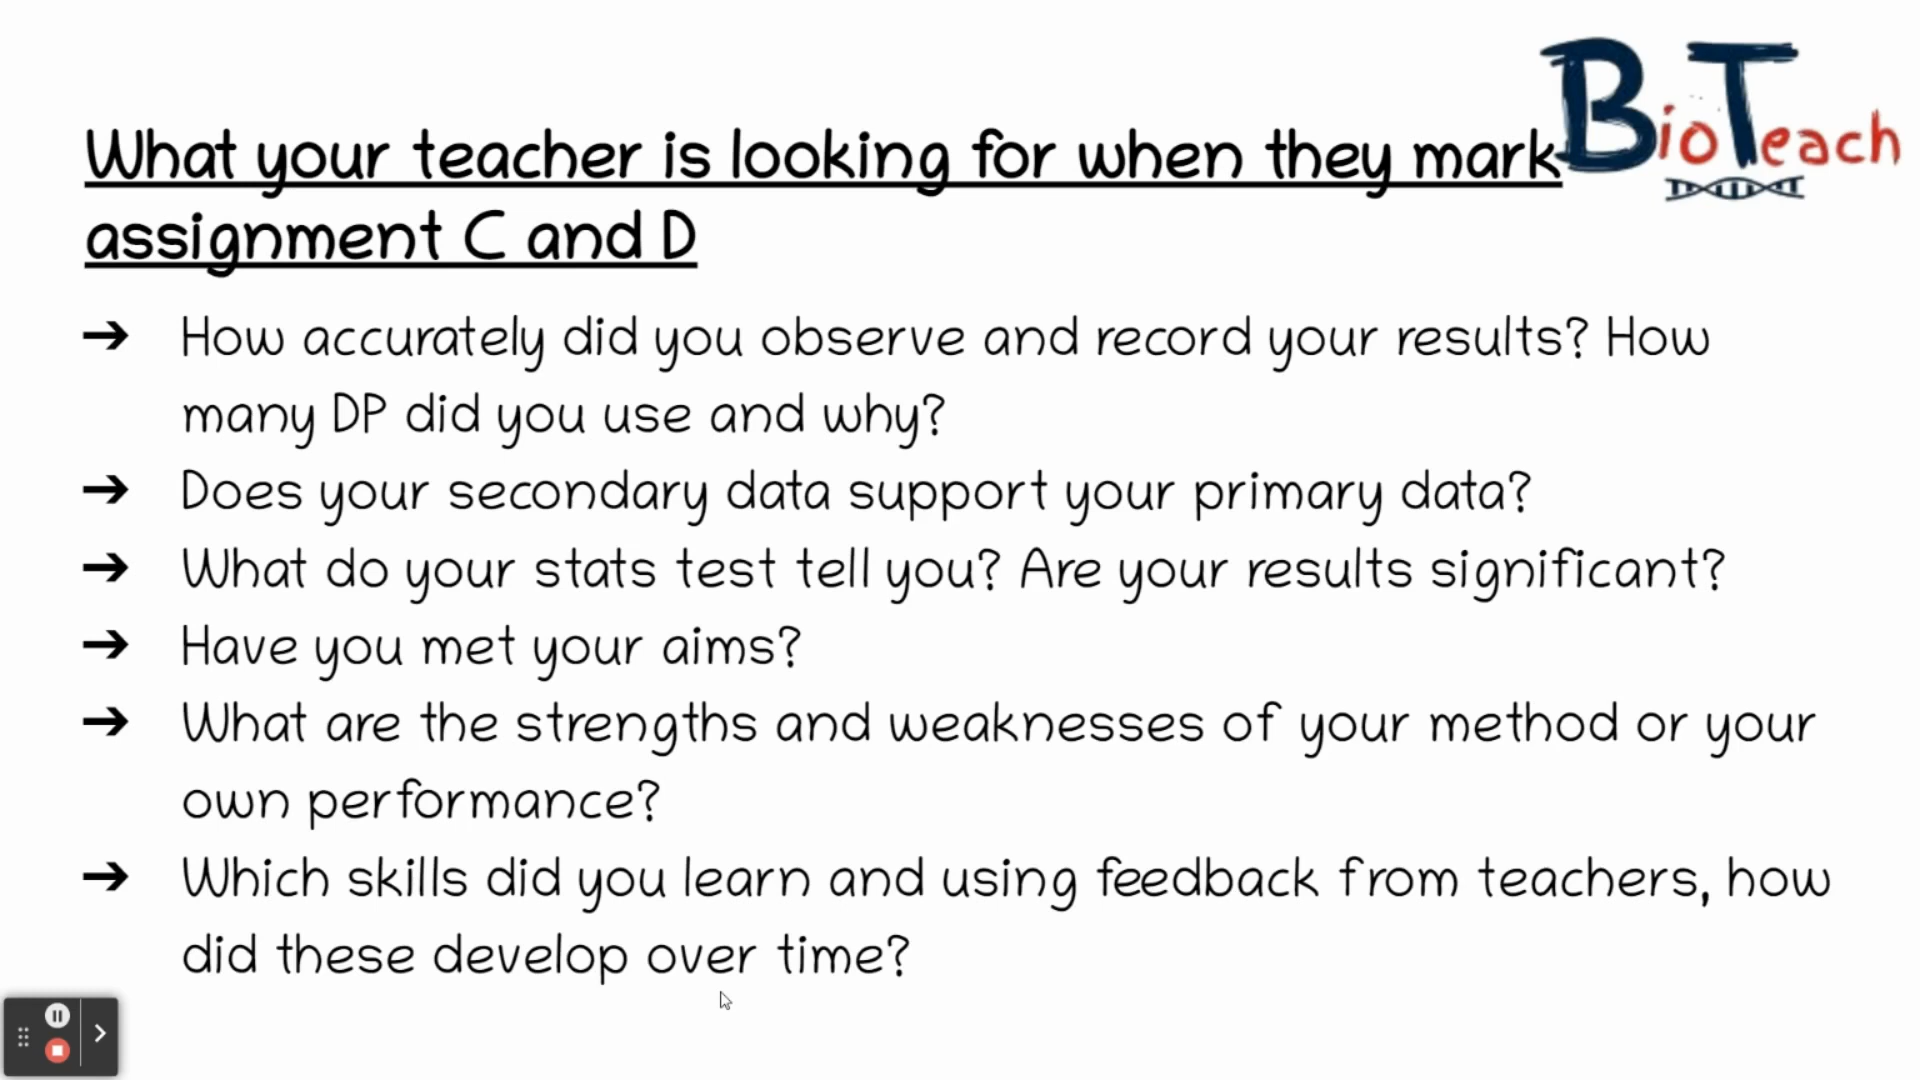 BioTeach
What your teacher is looking for when they mark
assignment C and D
➔ How accurately did you observe and record your results? How
many DP did you use and why?
➔ Does your secondary data support your primary data?
➔ What do your stats test tell you? Are your results significant?
➔ Have you met your aims?
➔ What are the strengths and weaknesses of your method or your
own performance?
➔ Which skills did you learn and using feedback from teachers, how
did these develop over time?